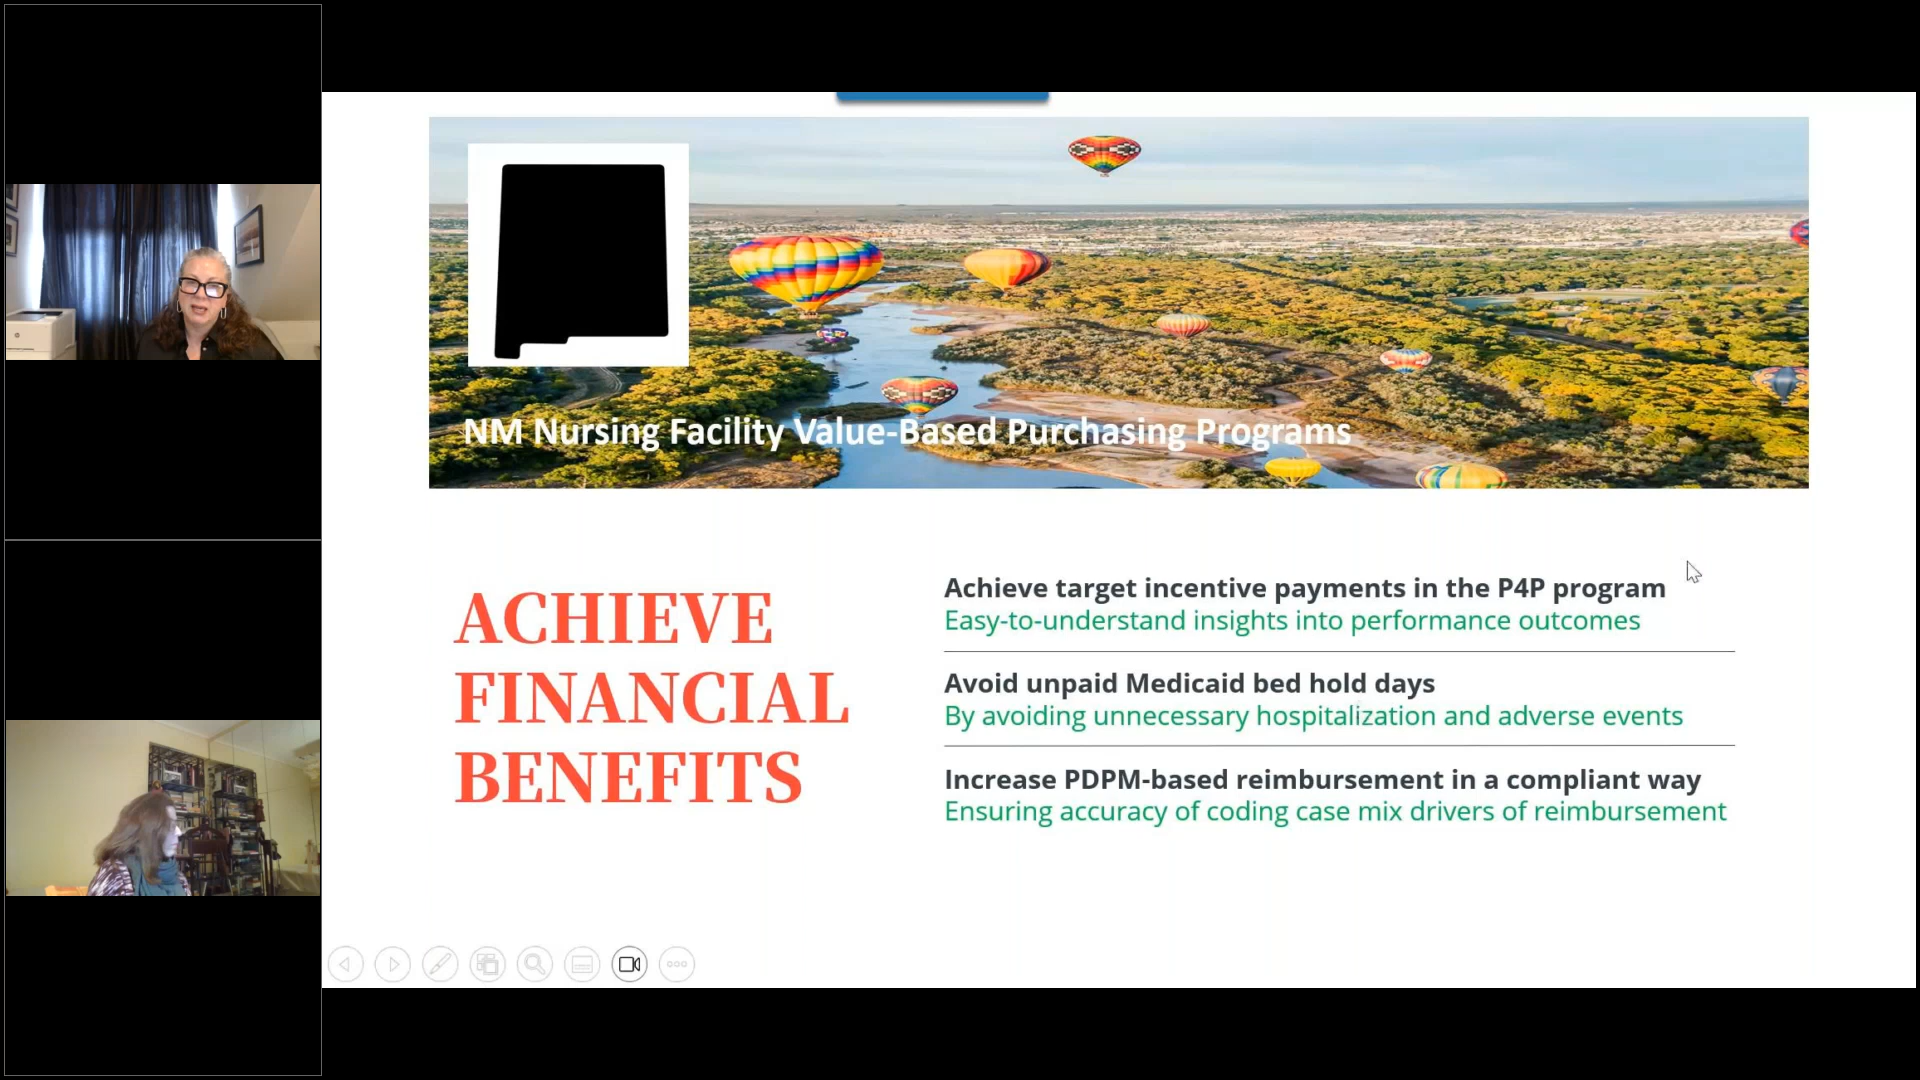 NM Nursing Facility Value-Based Purchasing Programs
ACHIEVE
FINANCIAL
BENEFITS
Achieve target incentive payments in the P4P program
Easy-to-understand insights into performance outcomes
Avoid unpaid Medicaid bed hold days
By avoiding unnecessary hospitalization and adverse events
Increase PDPM-based reimbursement in a compliant way
Ensuring accuracy of coding case mix drivers of reimbursement